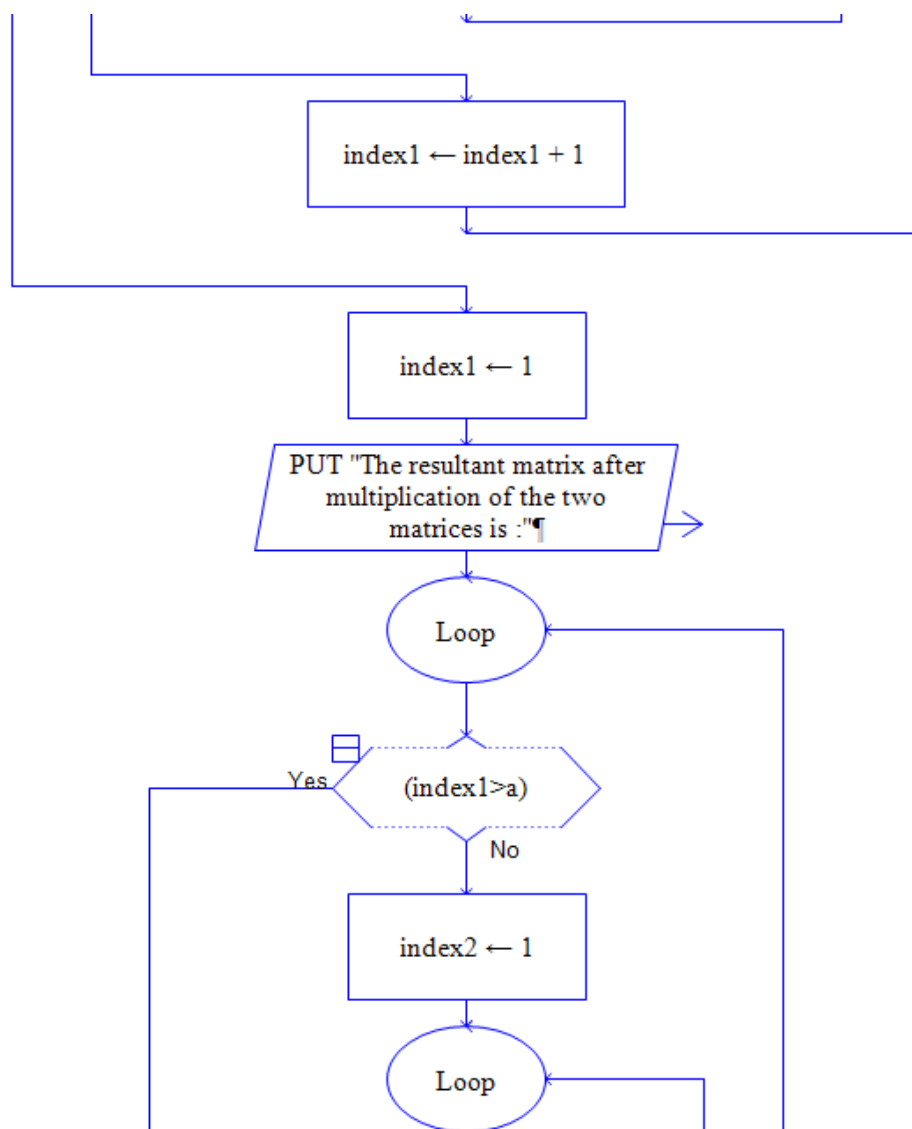 index1 ← index1 + 1
index1 ← 1
PUT "The resultant matrix after
multiplication of the two
matrices is :"¶
Loop
Yes
(index1>a)
No
index2 ← 1
Loop